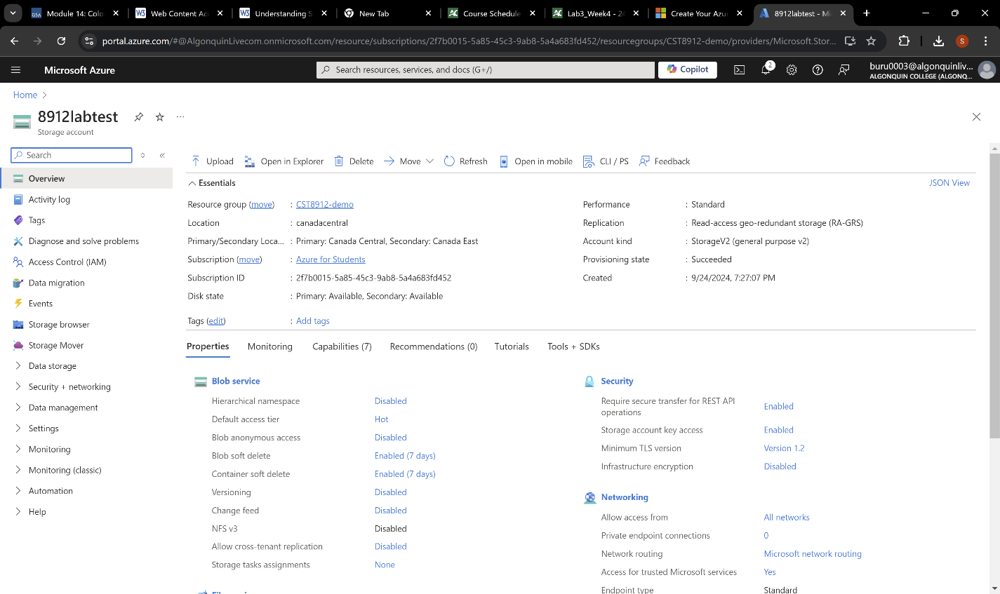 Module 14: Colo
Web Content Ac
Understanding S
New Tab
Course Schedule
Lab3_Week4 - 24
Create Your Azur
8912labtest - Mi
portal.azure.com/#@AlgonquinLivecom.onmicrosoft.com/resource/subscriptions/2f7b0015-5a85-45c3-9ab8-5a4a683fd452/resourcegroups/CST8912-demo/providers/Microsoft.Stor...
S
Microsoft Azure
Search resources, services, and docs (G+/)
Copilot
2
buru0003@algonquinliv...
ALGONQUIN COLLEGE (ALGONQ...
Home
8912labtest
Storage account
Search
Overview
Activity log
Tags
Diagnose and solve problems
Access Control (IAM)
Data migration
Events
Storage browser
Storage Mover
Data storage
Security + networking
Data management
Settings
Monitoring
Monitoring (classic)
Automation
Help
Upload
Open in Explorer
Delete
Move
Refresh
Open in mobile
CLI / PS
Feedback
Essentials
JSON View
Resource group (move) : CST8912-demo
Location : canadacentral
Primary/Secondary Loca... : Primary: Canada Central, Secondary: Canada East
Subscription (move) : Azure for Students
Subscription ID : 2f7b0015-5a85-45c3-9ab8-5a4a683fd452
Disk state : Primary: Available, Secondary: Available
Performance : Standard
Replication : Read-access geo-redundant storage (RA-GRS)
Account kind : StorageV2 (general purpose v2)
Provisioning state : Succeeded
Created : 9/24/2024, 7:27:07 PM
Tags (edit) : Add tags
Properties
Monitoring
Capabilities (7)
Recommendations (0)
Tutorials
Tools + SDKs
Blob service
Hierarchical namespace Disabled
Default access tier Hot
Blob anonymous access Disabled
Blob soft delete Enabled (7 days)
Container soft delete Enabled (7 days)
Versioning Disabled
Change feed Disabled
NFS v3 Disabled
Allow cross-tenant replication Disabled
Storage tasks assignments None
Security
Require secure transfer for REST API
operations Enabled
Storage account key access Enabled
Minimum TLS version Version 1.2
Infrastructure encryption Disabled
Networking
Allow access from All networks
Private endpoint connections 0
Network routing Microsoft network routing
Access for trusted Microsoft services Yes
Endpoint type Standard